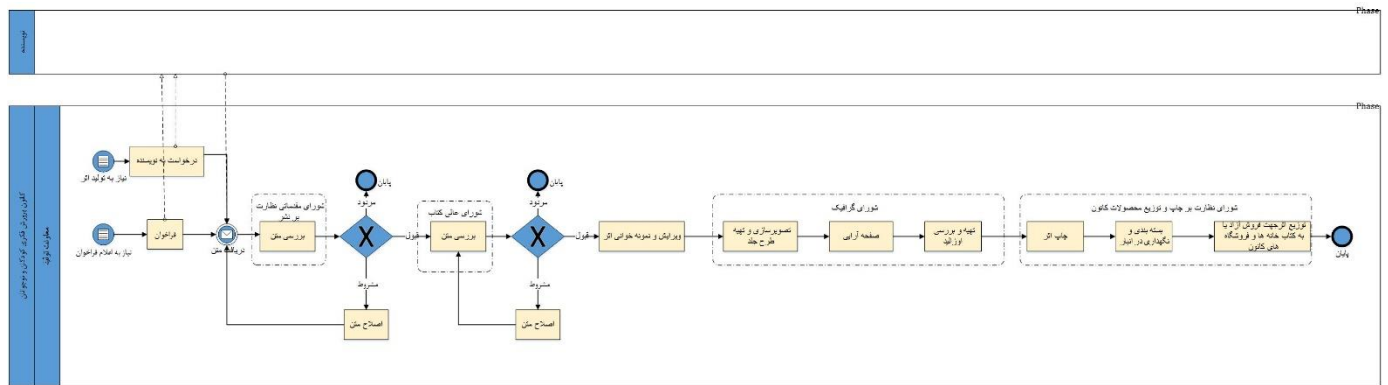 Phase
نویسنده
Phase
کانون پرورش فکری کودکان و نوجوانان
معاونت تولید
نیاز به تولید اثر
درخواست به نویسنده
نیاز به اعلام فراخوان
فراخوان
دریافت متن
شورای مقدماتی نظارت
بر نشر
بررسی متن
پایان
مردود
X
قبول
مشروط
اصلاح متن
شورای عالی کتاب
بررسی متن
پایان
مردود
X
قبول
مشروط
اصلاح متن
ویرایش و نمونه خوانی اثر
شورای گرافیک
تصویرسازی و تهیه
طرح جلد
صفحه آرایی
تهیه و بررسی
اوزالید
شورای نظارت بر چاپ و توزیع محصولات کانون
چاپ اثر
بسته بندی و
نگهداری در انبار
توزیع اثرجهت فروش آزاد یا
به کتاب خانه ها و فروشگاه
های کانون
پایان